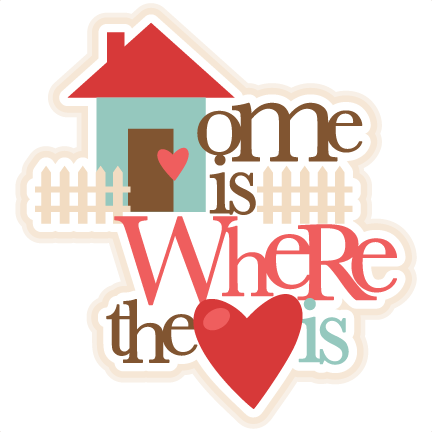 ome
is
WheRe
the is